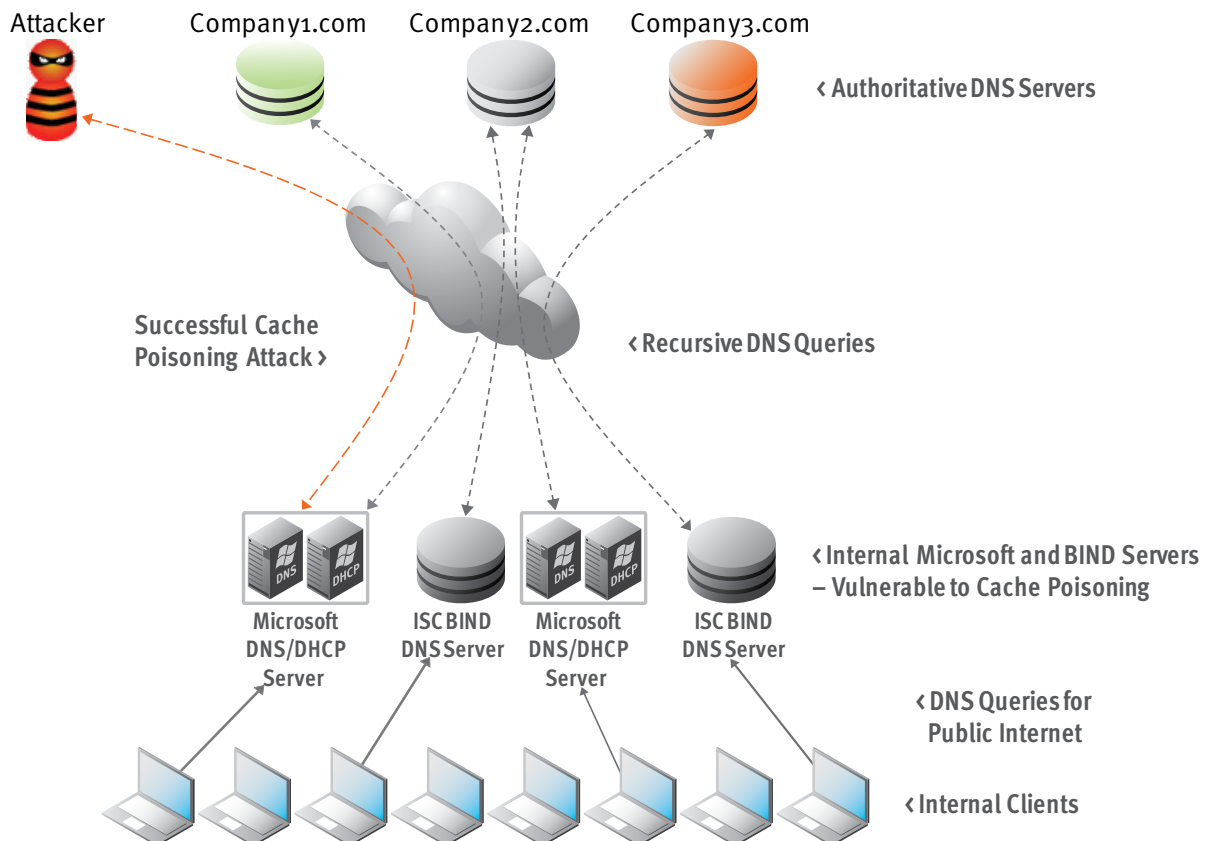 Attacker
Company1.com
Company2.com
Company3.com
‹ Authoritative DNS Servers
Successful Cache
Poisoning Attack ›
‹ Recursive DNS Queries
DNS
DHCP
DNS
DHCP
‹ Internal Microsoft and BIND Servers
– Vulnerable to Cache Poisoning
Microsoft
DNS/DHCP
Server
ISC BIND
DNS Server
Microsoft
DNS/DHCP
Server
ISC BIND
DNS Server
‹ DNS Queries for
Public Internet
‹ Internal Clients